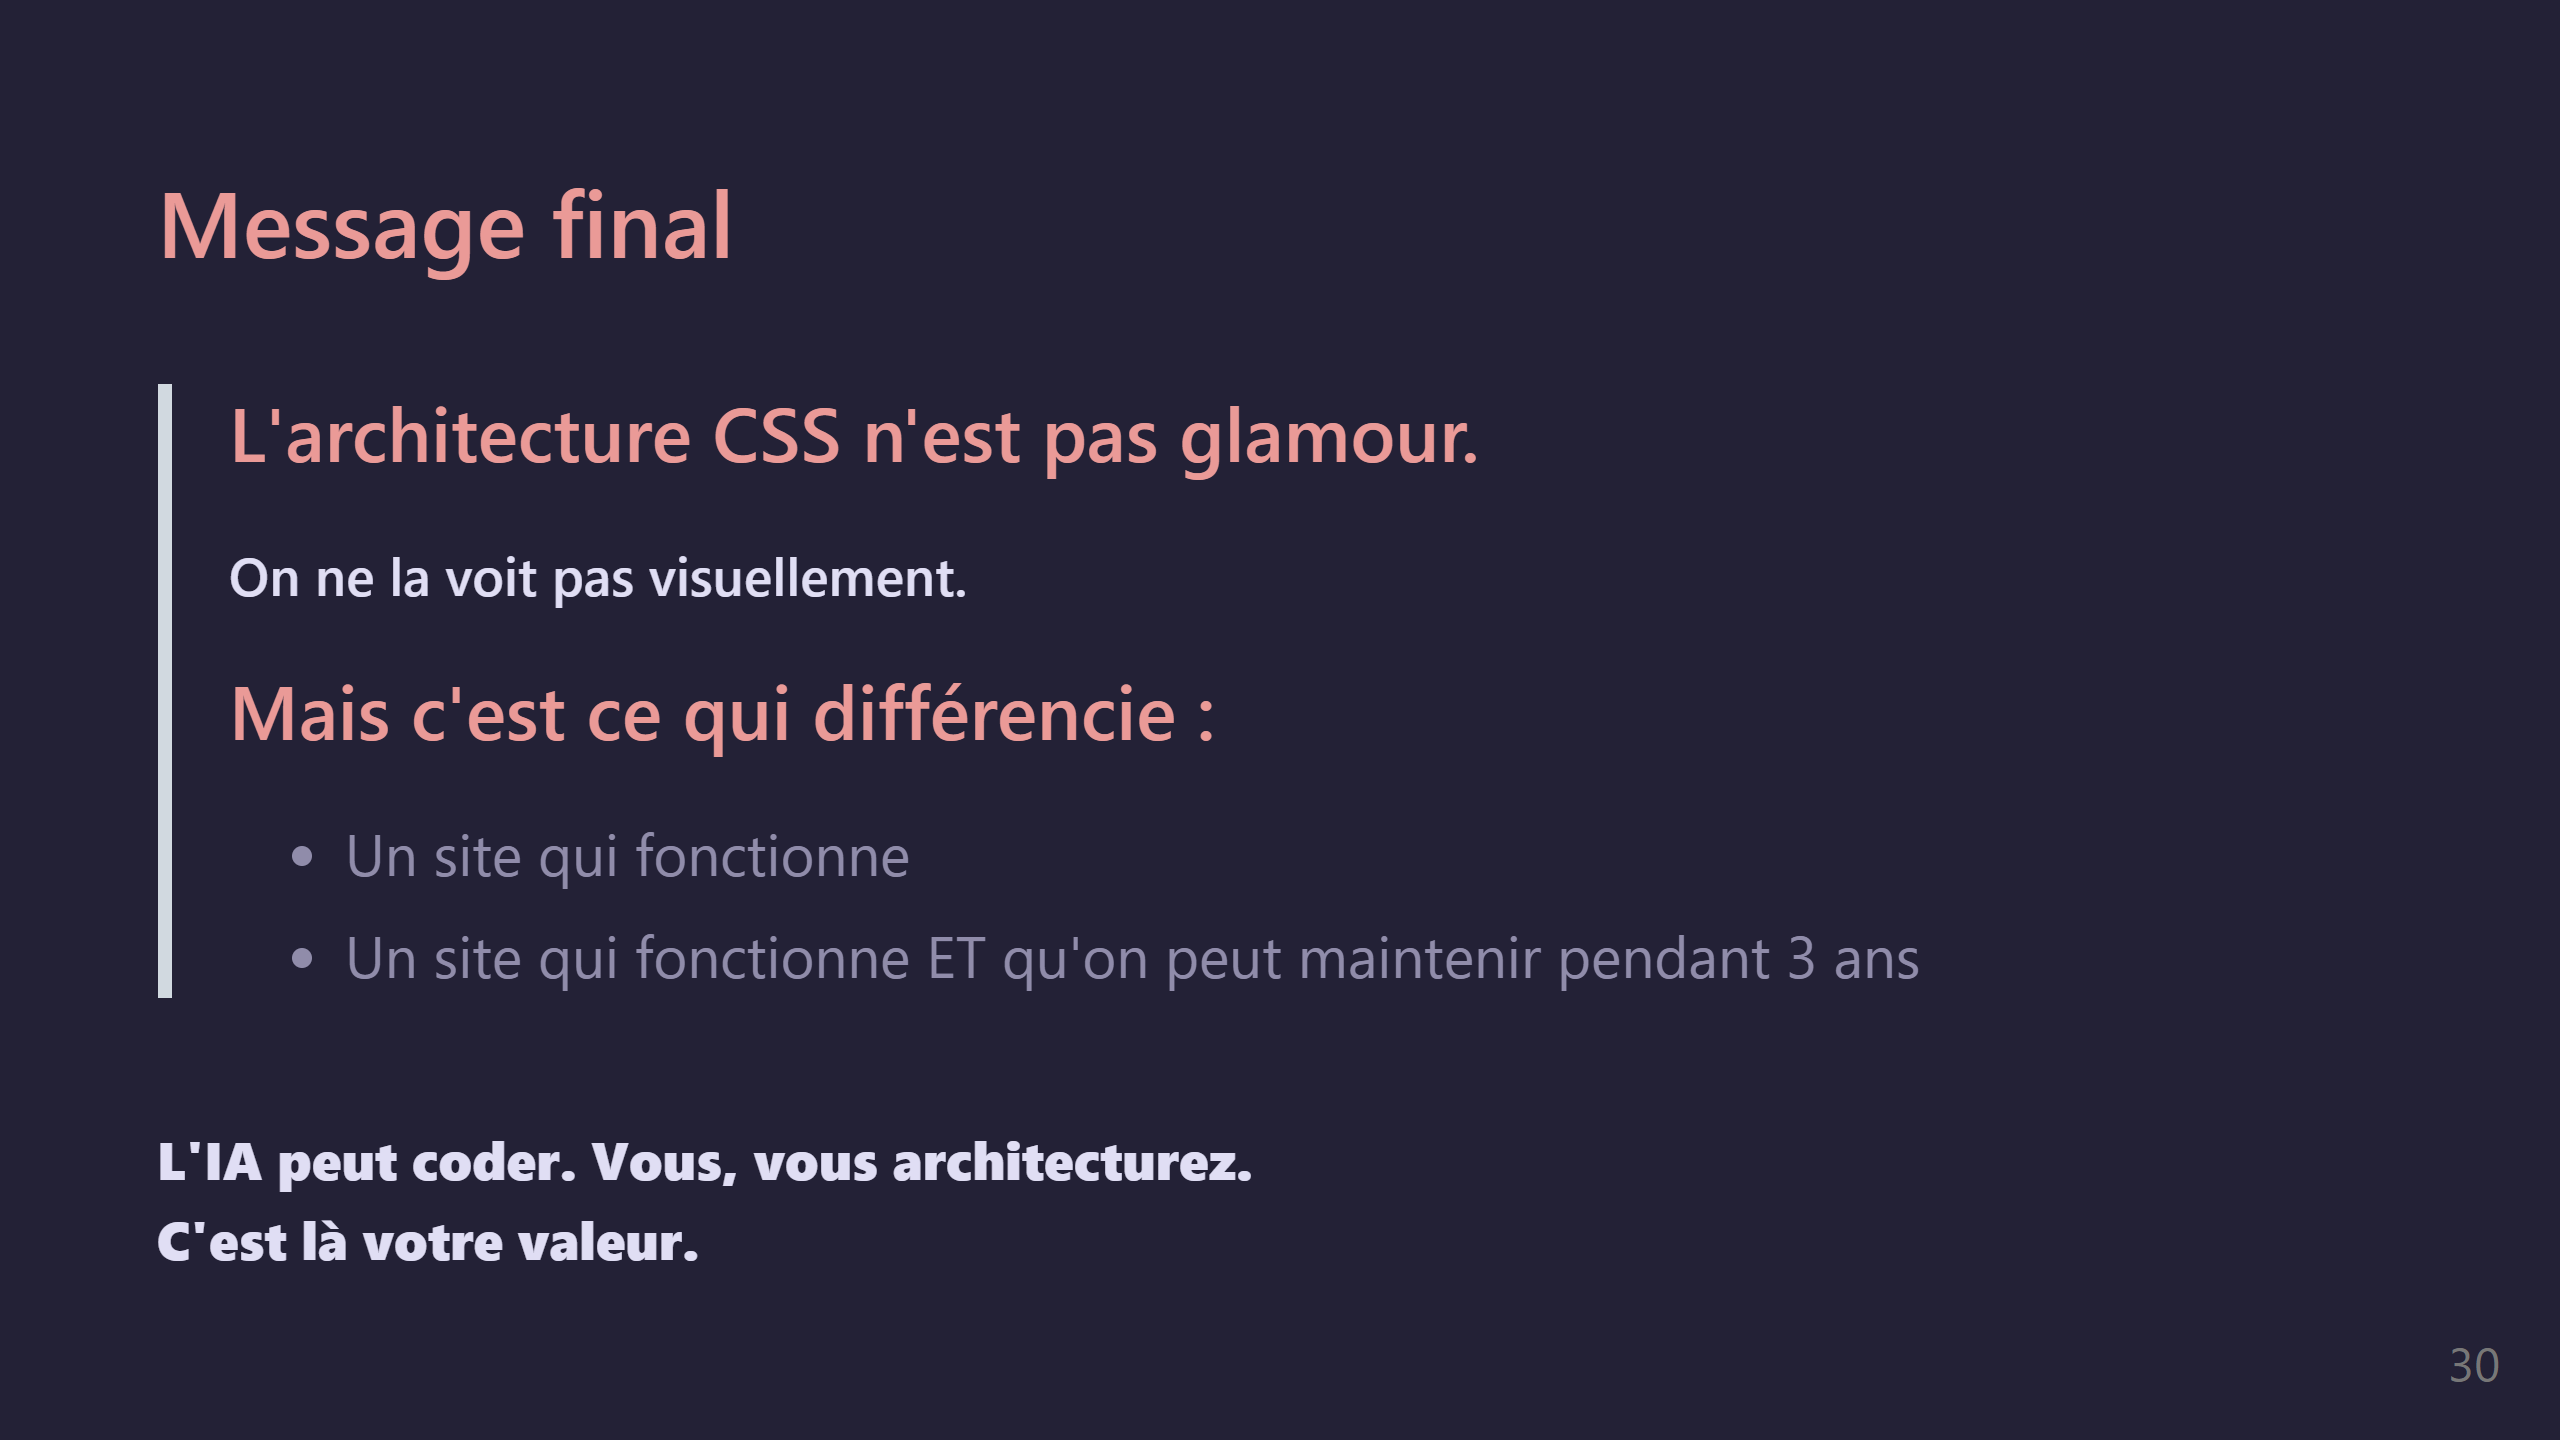 Message final
L'architecture CSS n'est pas glamour.
On ne la voit pas visuellement.
Mais c'est ce qui différencie :
• Un site qui fonctionne
• Un site qui fonctionne ET qu'on peut maintenir pendant 3 ans
L'IA peut coder. Vous, vous architecturez.
C'est là votre valeur.
30